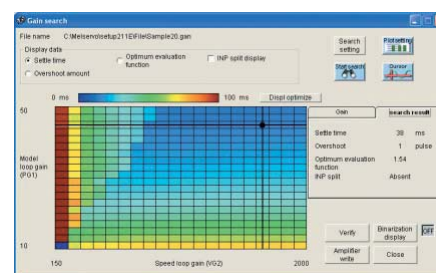 Gain search
File name C:\Melservo\setup211E\File\Sample20.gan
Display data
Settle time
Optimum evaluation function
INP split display
Overshoot amount
Search setting
Plot setting
Start search
Cursor
0 ms
100 ms
Displ optimize
50
Model loop gain (PG1)
10
150
Speed loop gain (VG2)
2000
Gain
search result
Settle time 38 ms
Overshoot 1 pulse
Optimum evaluation function 1.54
INP split Absent
Verify
Binarization display
OFF
Amplifier write
Close